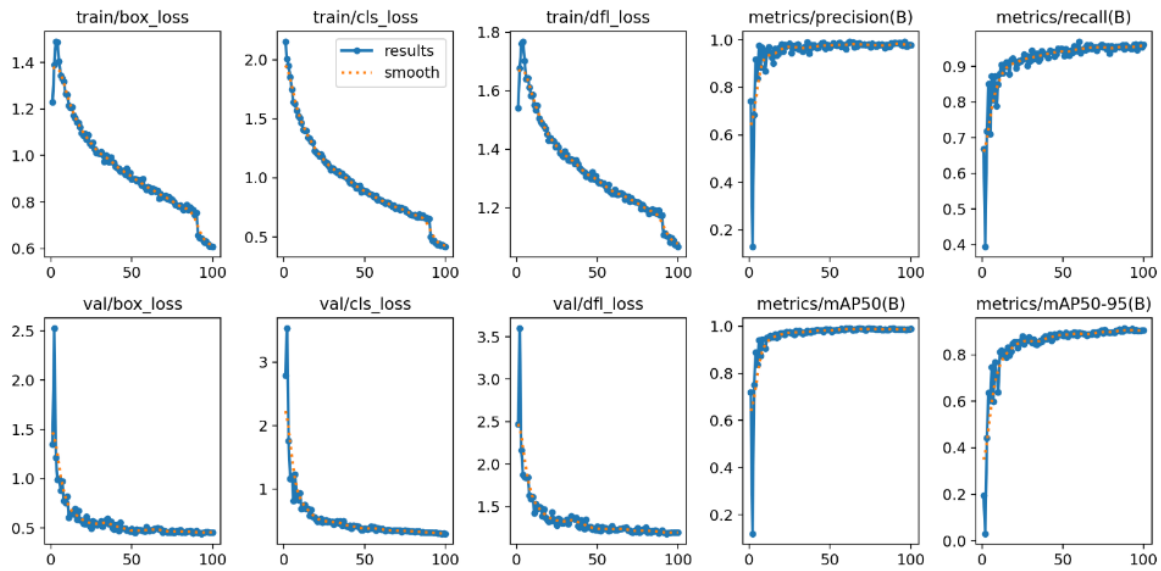 train/box_loss
train/cls_loss
train/dfl_loss
metrics/precision(B)
metrics/recall(B)
1.4
1.2
1.0
0.8
0.6
0 50 100
results
smooth
2.0
1.5
1.0
0.5
0 50 100
1.8
1.6
1.4
1.2
0 50 100
1.0
0.8
0.6
0.4
0.2
0 50 100
0.9
0.8
0.7
0.6
0.5
0.4
0 50 100
val/box_loss
val/cls_loss
val/dfl_loss
metrics/mAP50(B)
metrics/mAP50-95(B)
2.5
2.0
1.5
1.0
0.5
0 50 100
3
2
1
0 50 100
3.5
3.0
2.5
2.0
1.5
0 50 100
1.0
0.8
0.6
0.4
0.2
0 50 100
0.8
0.6
0.4
0.2
0.0
0 50 100